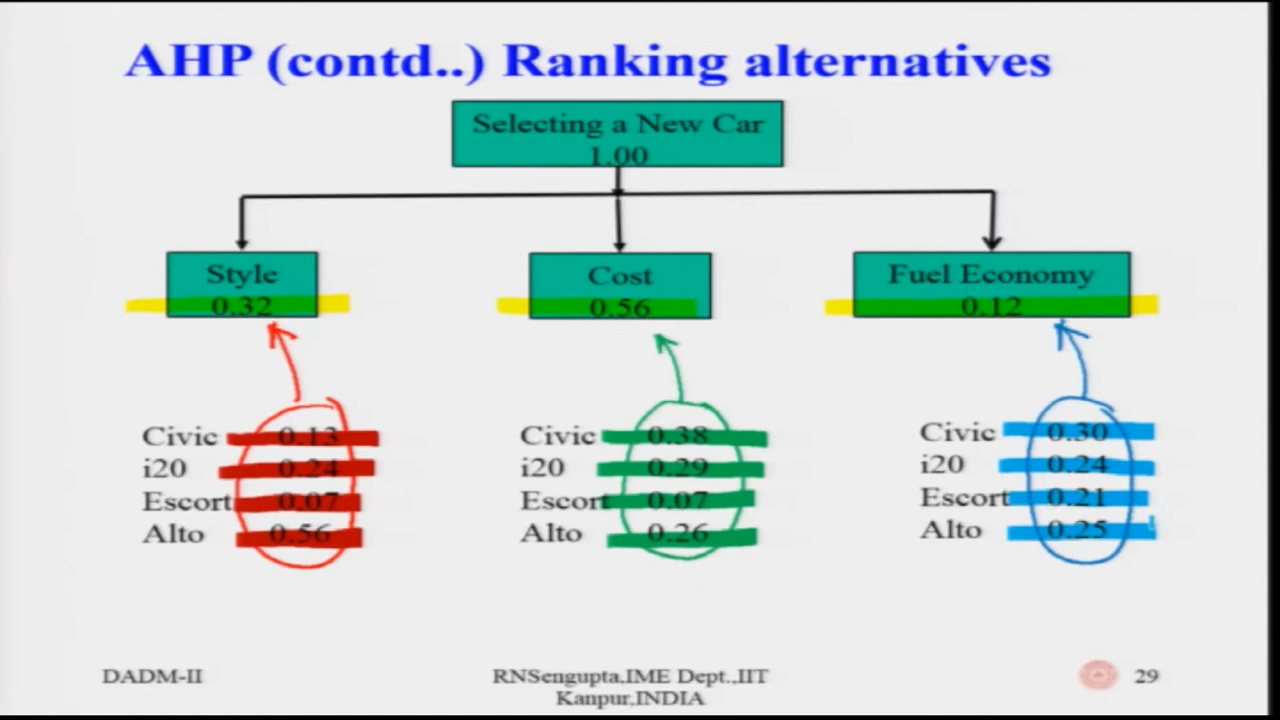 AHP (contd..) Ranking alternatives
Selecting a New Car
1.00
Style
0.32
Cost
0.56
Fuel Economy
0.12
Civic 0.13
i20 0.24
Escort 0.07
Alto 0.56
Civic 0.38
i20 0.29
Escort 0.07
Alto 0.26
Civic 0.30
i20 0.24
Escort 0.21
Alto 0.25
DADM-II
RNSengupta,IME Dept.,IIT
Kanpur,INDIA
29